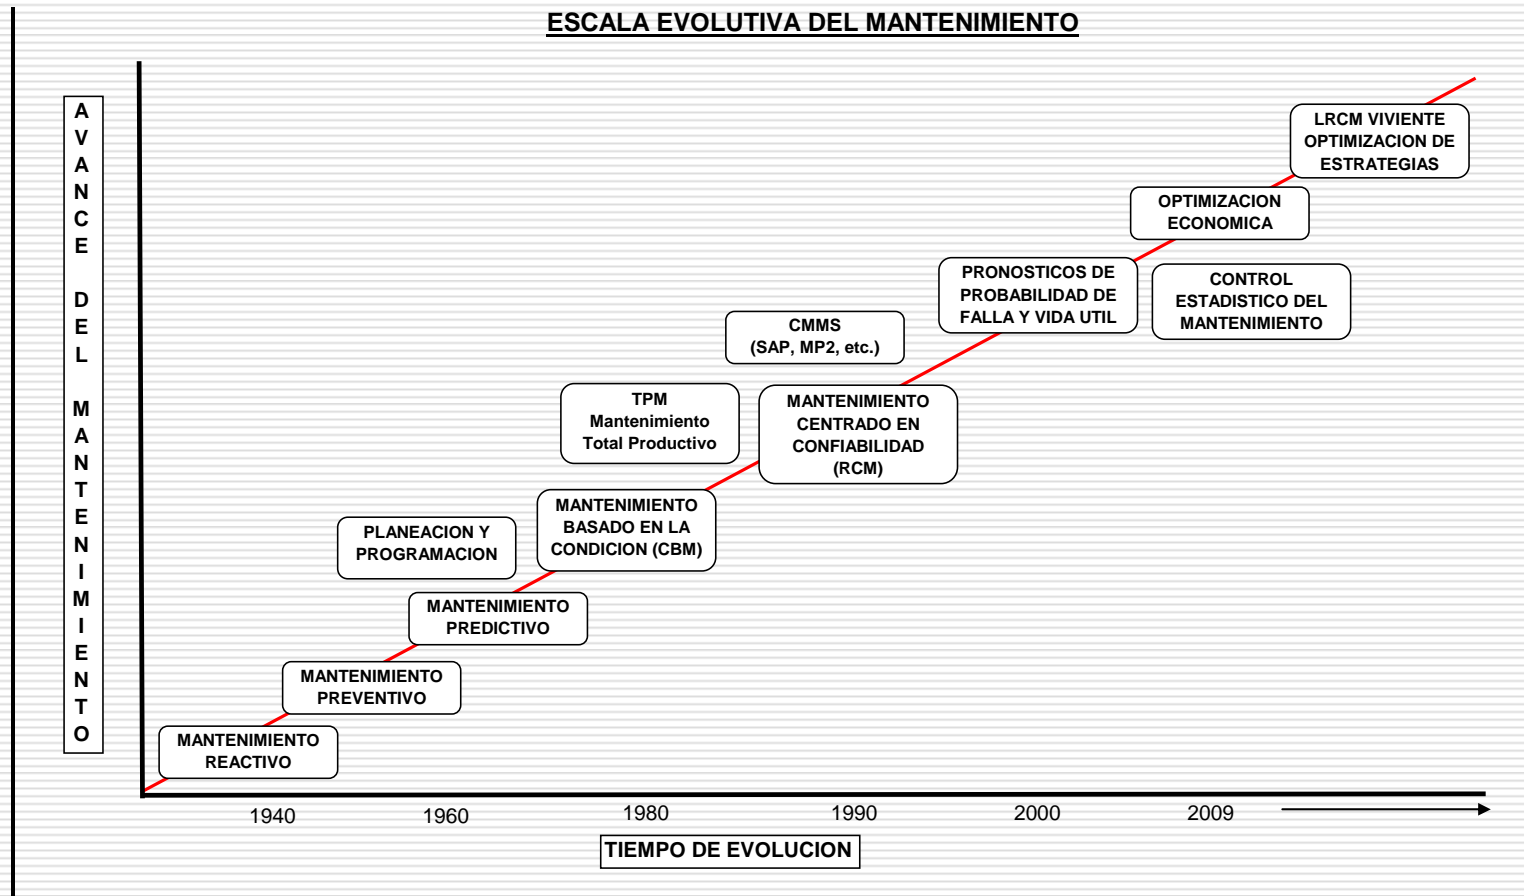 ESCALA EVOLUTIVA DEL MANTENIMIENTO
AVANCE DEL MANTENIMIENTO
LRCM VIVIENTE
OPTIMIZACION DE
ESTRATEGIAS
OPTIMIZACION
ECONOMICA
PRONOSTICOS DE
PROBABILIDAD DE
FALLA Y VIDA UTIL
CONTROL
ESTADISTICO DEL
MANTENIMIENTO
CMMS
(SAP, MP2, etc.)
TPM
Mantenimiento
Total Productivo
MANTENIMIENTO
CENTRADO EN
CONFIABILIDAD
(RCM)
MANTENIMIENTO
BASADO EN LA
CONDICION (CBM)
PLANEACION Y
PROGRAMACION
MANTENIMIENTO
PREDICTIVO
MANTENIMIENTO
PREVENTIVO
MANTENIMIENTO
REACTIVO
1940 1960 1980 1990 2000 2009
TIEMPO DE EVOLUCION